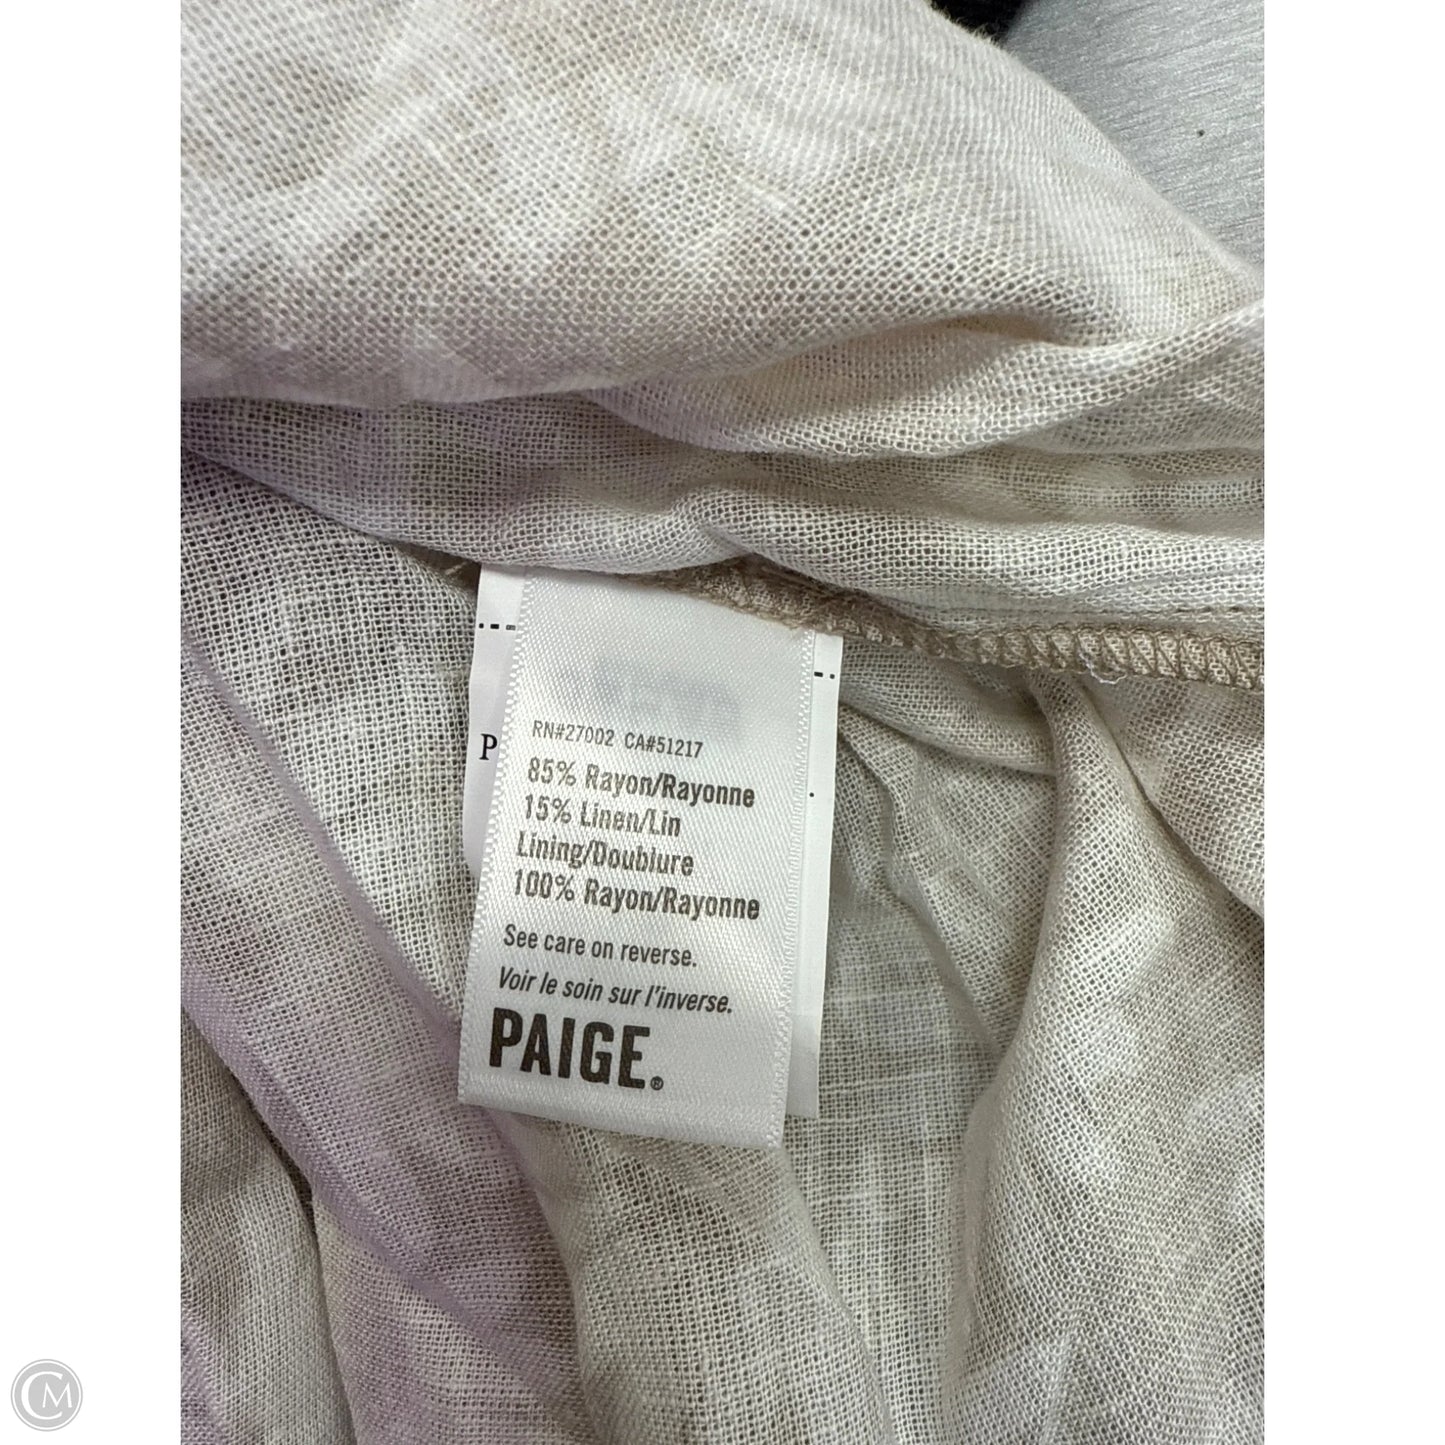 RN#27002 CA#51217
85% Rayon/Rayonne
15% Linen/Lin
Lining/Doublure
100% Rayon/Rayonne
See care on reverse.
Voir le soin sur l'inverse.
PAIGE®
P
CM